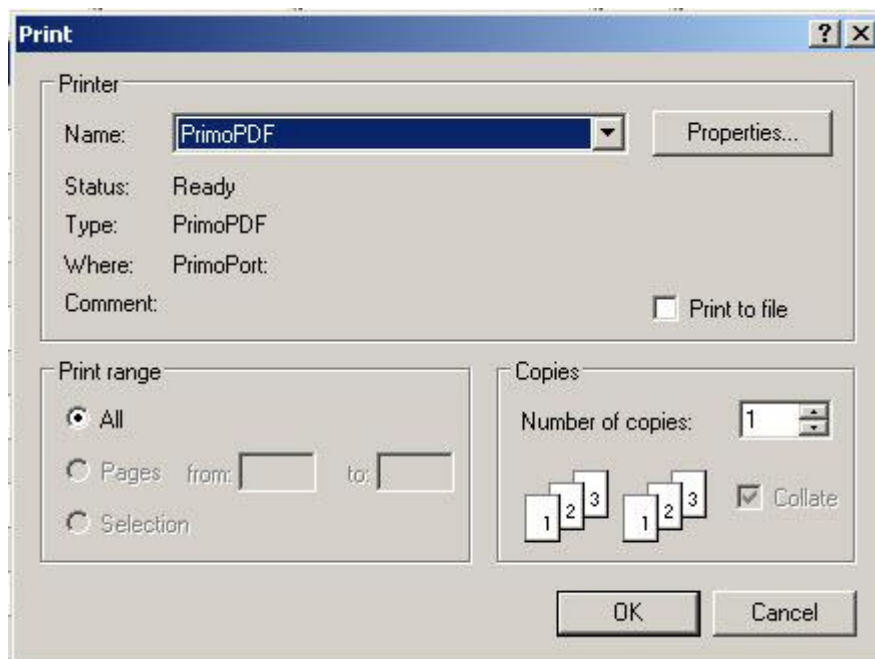 Print
Printer
Name: PrimoPDF Properties...
Status: Ready
Type: PrimoPDF
Where: PrimoPort:
Comment:
Print to file
Print range
All
Pages from: to:
Selection
Copies
Number of copies: 1
1 2 3 1 2 3 Collate
OK Cancel